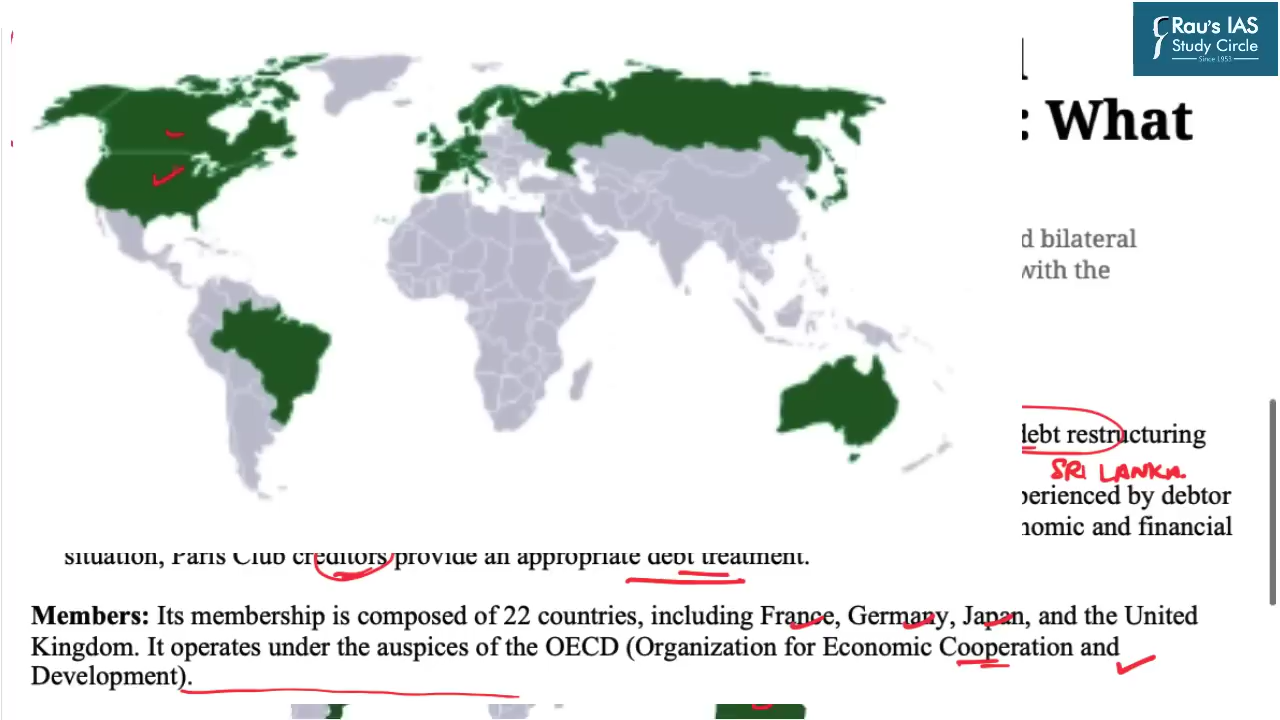 Rau's IAS
Study Circle
Since 1953
: What
d bilateral
with the
debt restructuring
SRI LANKA.
perienced by debtor
nomic and financial
situation, Paris Club creditors provide an appropriate debt treatment.
Members: Its membership is composed of 22 countries, including France, Germany, Japan, and the United
Kingdom. It operates under the auspices of the OECD (Organization for Economic Cooperation and
Development).